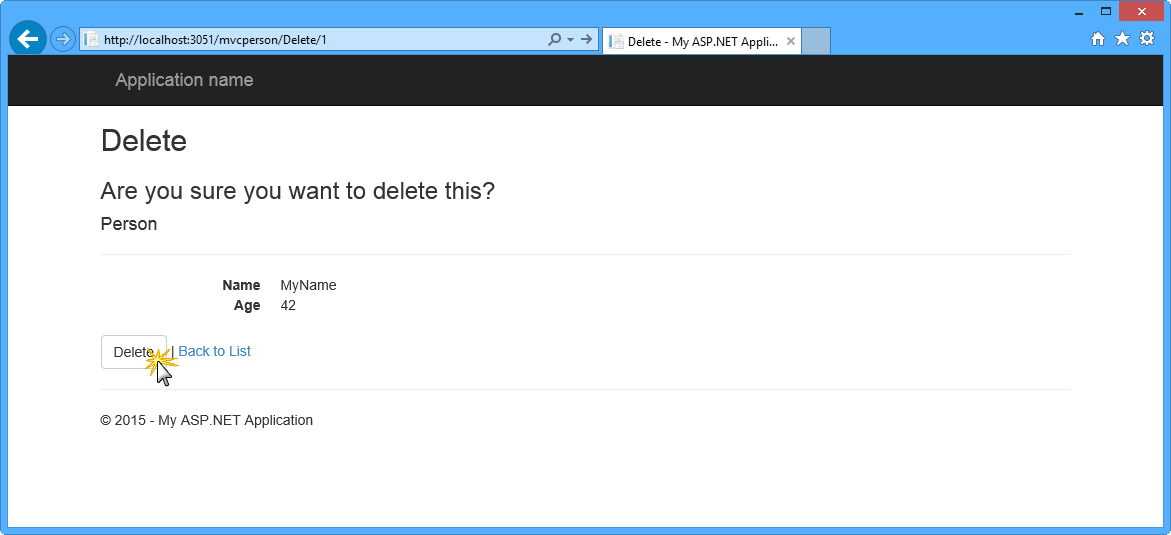 http://localhost:3051/mvcperson/Delete/1
Delete - My ASP.NET Appli...
Application name
Delete
Are you sure you want to delete this?
Person
Name MyName
Age 42
Delete | Back to List
© 2015 - My ASP.NET Application